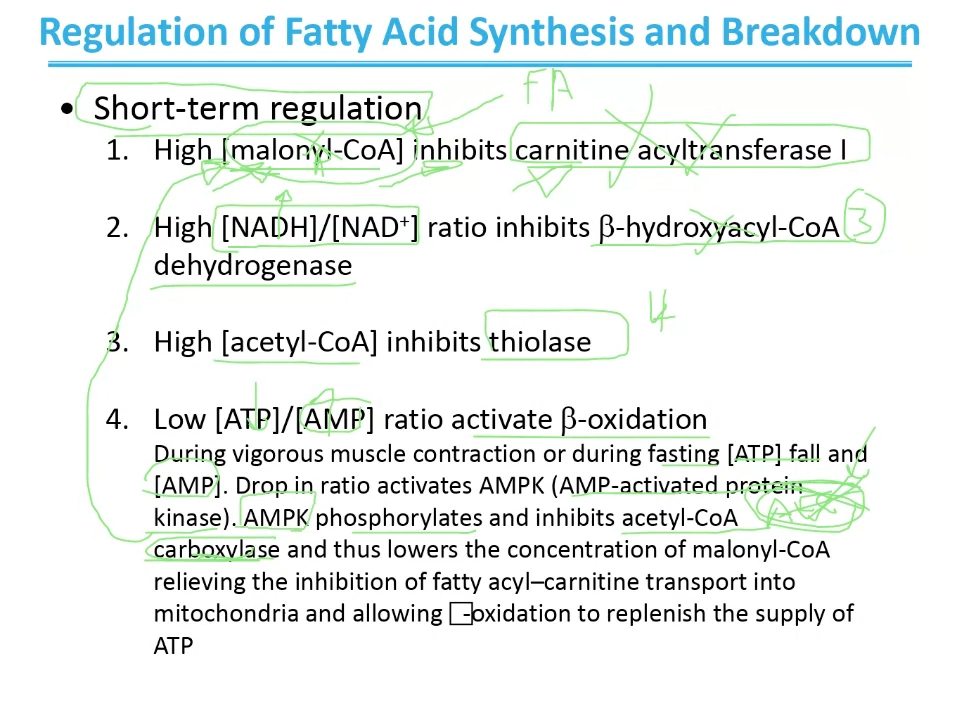 Regulation of Fatty Acid Synthesis and Breakdown
FA
• Short-term regulation
1. High [malonyl-CoA] inhibits carnitine acyltransferase I
2. High [NADH]/[NAD⁺] ratio inhibits β-hydroxyacyl-CoA 3
dehydrogenase
4
3. High [acetyl-CoA] inhibits thiolase
4. Low [ATP]/[AMP] ratio activate β-oxidation
During vigorous muscle contraction or during fasting [ATP] fall and
[AMP]. Drop in ratio activates AMPK (AMP-activated protein
kinase). AMPK phosphorylates and inhibits acetyl-CoA
carboxylase and thus lowers the concentration of malonyl-CoA
relieving the inhibition of fatty acyl–carnitine transport into
mitochondria and allowing □-oxidation to replenish the supply of
ATP